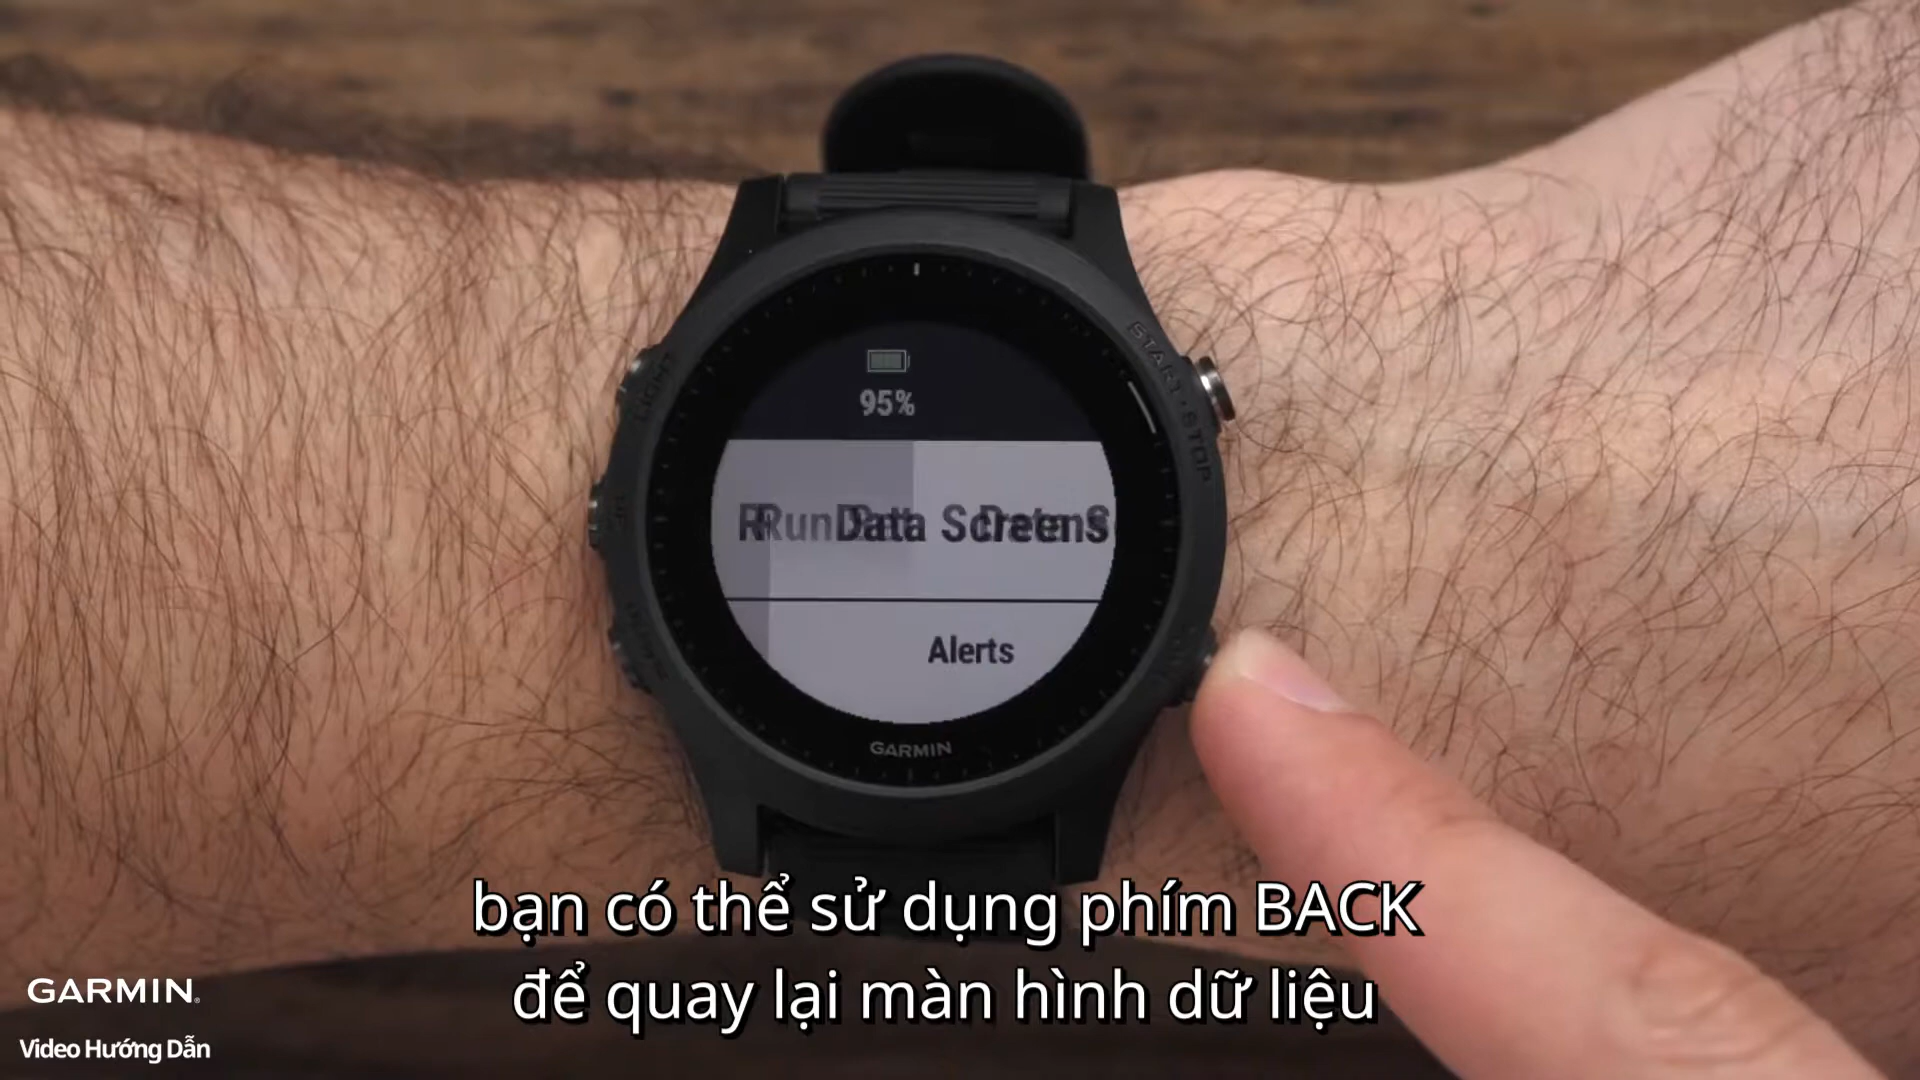 95%
Data Screens
Alerts
GARMIN
LIGHT
START·STOP
bạn có thể sử dụng phím BACK
để quay lại màn hình dữ liệu
GARMIN®
Video Hướng Dẫn